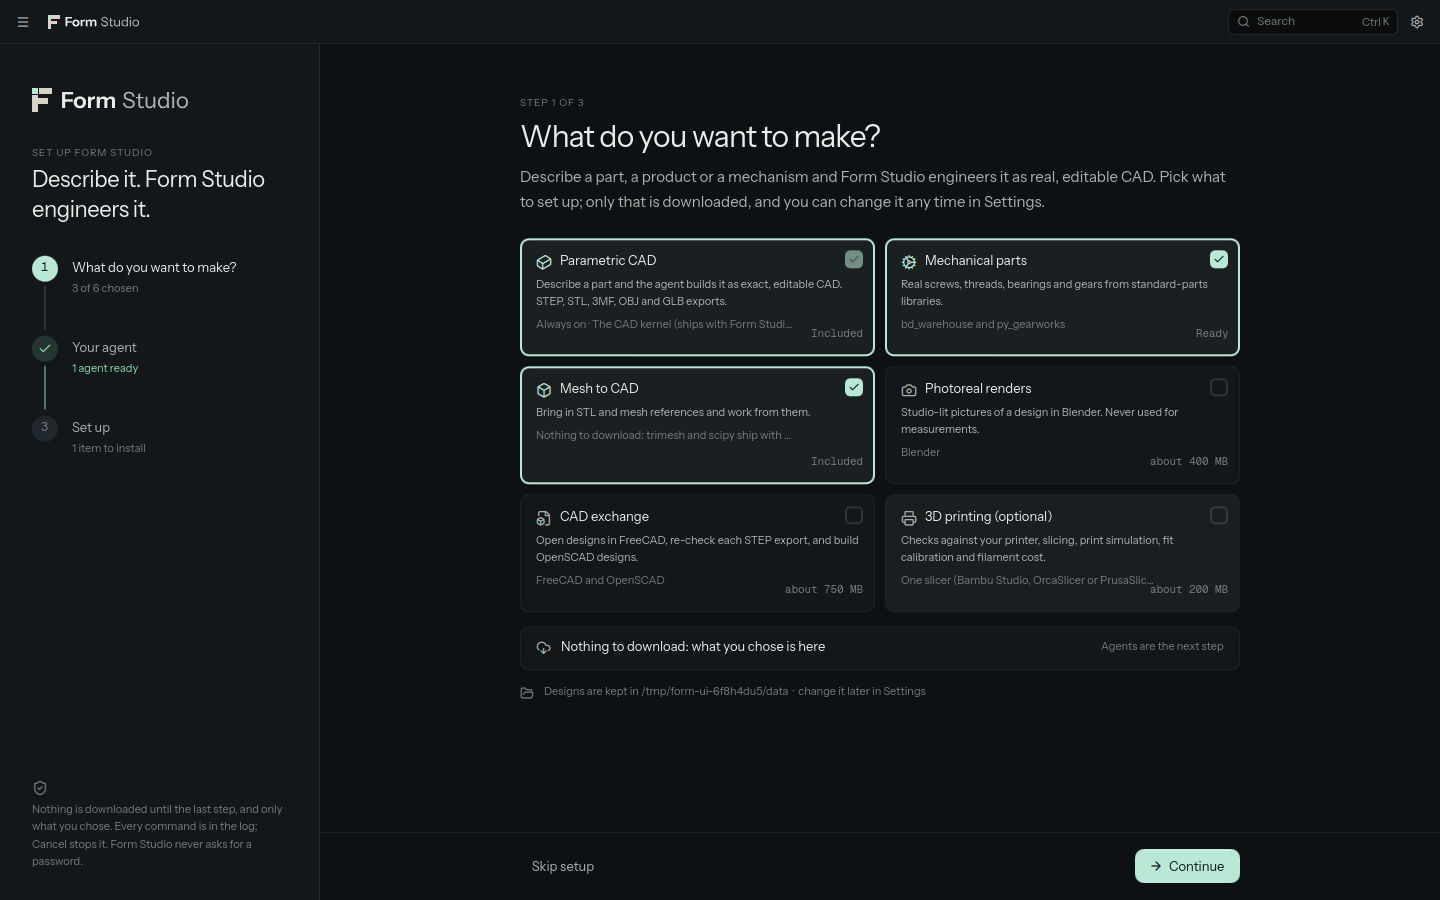 Form Studio
Search
Ctrl K
Form Studio
SET UP FORM STUDIO
Describe it. Form Studio
engineers it.
1
What do you want to make?
3 of 6 chosen
Your agent
1 agent ready
3
Set up
1 item to install
Nothing is downloaded until the last step, and only
what you chose. Every command is in the log;
Cancel stops it. Form Studio never asks for a
password.
STEP 1 OF 3
What do you want to make?
Describe a part, a product or a mechanism and Form Studio engineers it as real, editable CAD. Pick what
to set up; only that is downloaded, and you can change it any time in Settings.
Parametric CAD
Describe a part and the agent builds it as exact, editable CAD.
STEP, STL, 3MF, OBJ and GLB exports.
Always on · The CAD kernel (ships with Form Studi...
Included
Mechanical parts
Real screws, threads, bearings and gears from standard-parts
libraries.
bd_warehouse and py_gearworks
Ready
Mesh to CAD
Bring in STL and mesh references and work from them.
Nothing to download: trimesh and scipy ship with ...
Included
Photoreal renders
Studio-lit pictures of a design in Blender. Never used for
measurements.
Blender
about 400 MB
CAD exchange
Open designs in FreeCAD, re-check each STEP export, and build
OpenSCAD designs.
FreeCAD and OpenSCAD
about 750 MB
3D printing (optional)
Checks against your printer, slicing, print simulation, fit
calibration and filament cost.
One slicer (Bambu Studio, OrcaSlicer or PrusaSlic...
about 200 MB
Nothing to download: what you chose is here
Agents are the next step
Designs are kept in /tmp/form-ui-6f8h4du5/data · change it later in Settings
Skip setup
Continue